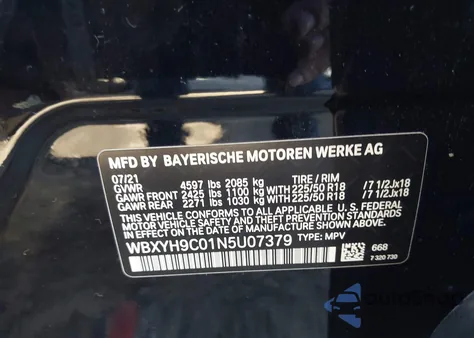 MFD BY BAYERISCHE MOTOREN WERKE AG
07/21 TIRE / RIM
GVWR 4597 lbs 2085 kg
GAWR FRONT 2425 lbs 1100 kg WITH 225/50 R18 /7 1/2Jx18
GAWR REAR 2271 lbs 1030 kg WITH 225/50 R18 /7 1/2Jx18
THIS VEHICLE CONFORMS TO ALL APPLICABLE U.S. FEDERAL
MOTOR VEHICLE SAFETY, BUMPER, AND THEFT PREVENTION
STANDARDS IN EFFECT ON THE DATE OF MANUFACTURE SHOWN ABOVE.
WBXYH9C01N5U07379 TYPE: MPV
668
7 320 730